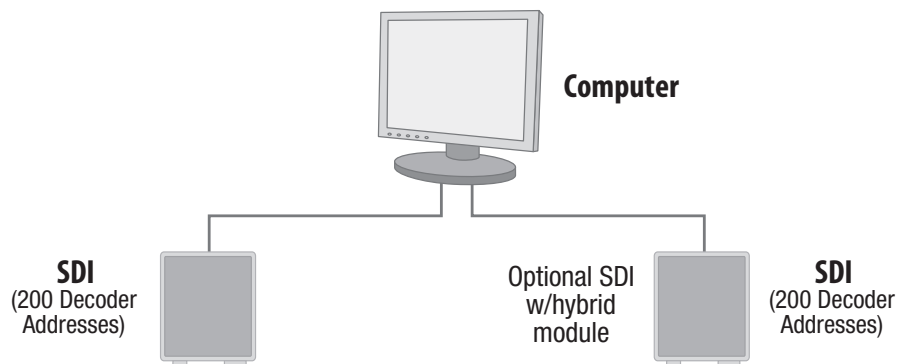 Computer
SDI
(200 Decoder
Addresses)
Optional SDI
w/hybrid
module
SDI
(200 Decoder
Addresses)